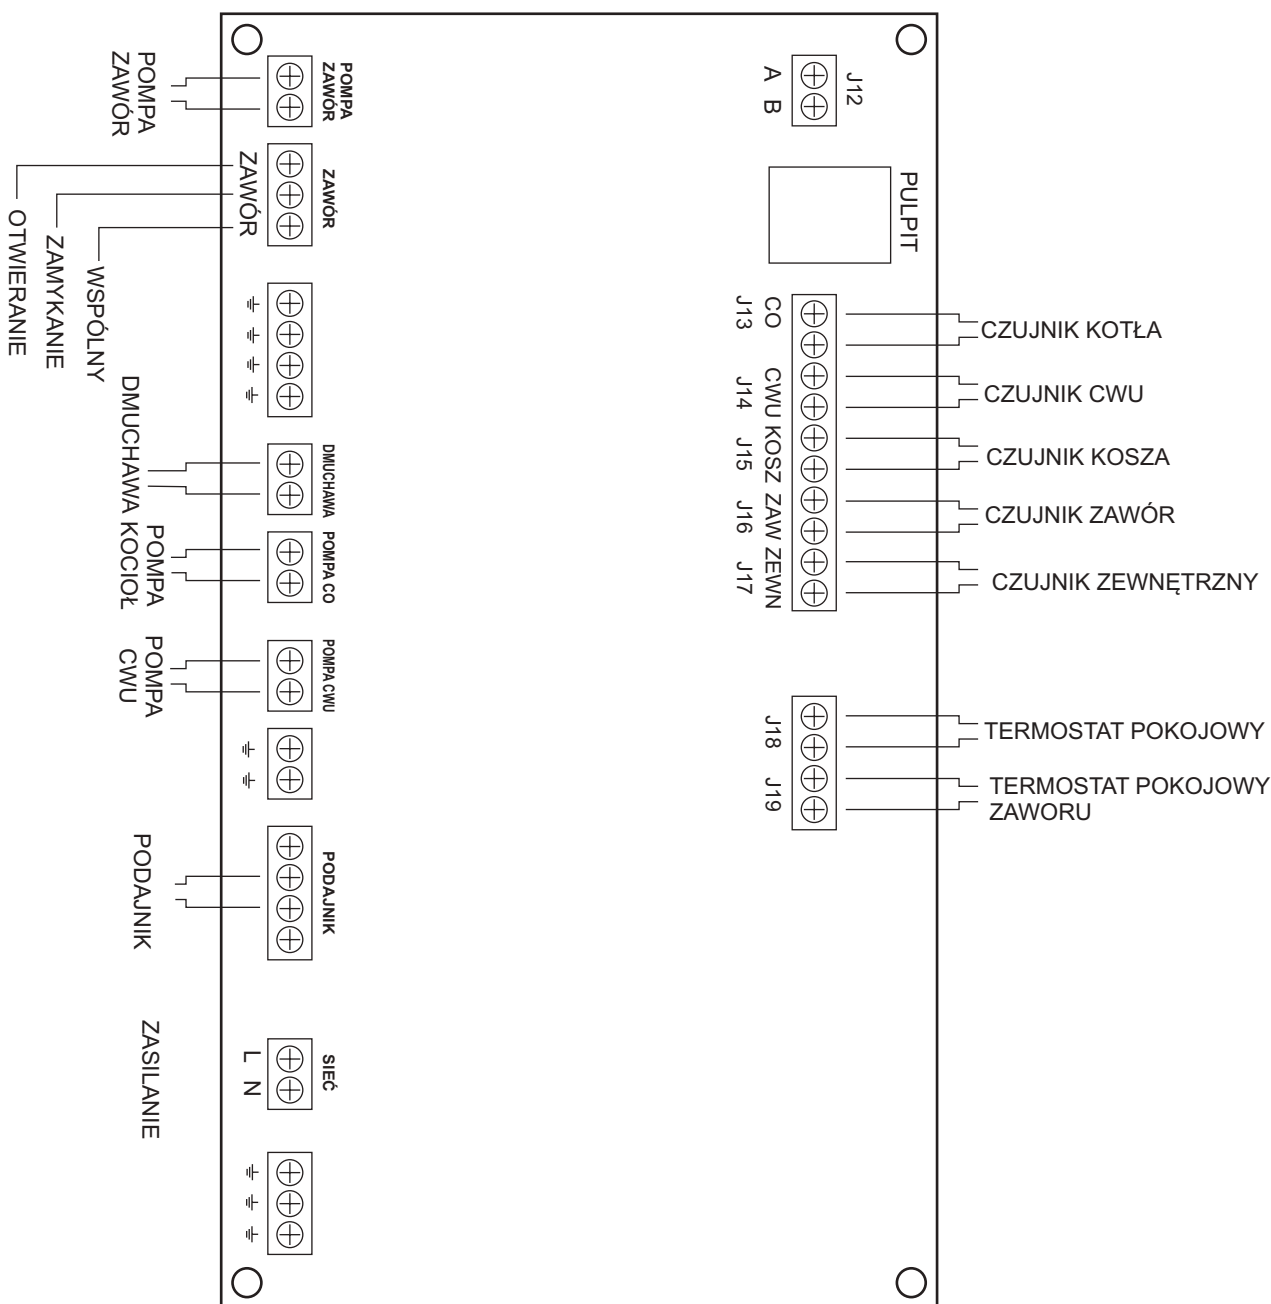 POMPA
ZAWÓR
POMPA
ZAWÓR
ZAWÓR
ZAWÓR
OTWIERANIE
ZAMYKANIE
WSPÓLNY
DMUCHAWA
DMUCHAWA
POMPA
KOCIOŁ
POMPA CO
POMPA
CWU
POMPA CWU
PODAJNIK
PODAJNIK
ZASILANIE
L N
SIEĆ
J12
A B
PULPIT
CO
J13
CZUJNIK KOTŁA
CWU
J14
CZUJNIK CWU
KOSZ
J15
CZUJNIK KOSZA
ZAW
J16
CZUJNIK ZAWÓR
ZEWN
J17
CZUJNIK ZEWNĘTRZNY
J18
TERMOSTAT POKOJOWY
J19
TERMOSTAT POKOJOWY
ZAWORU